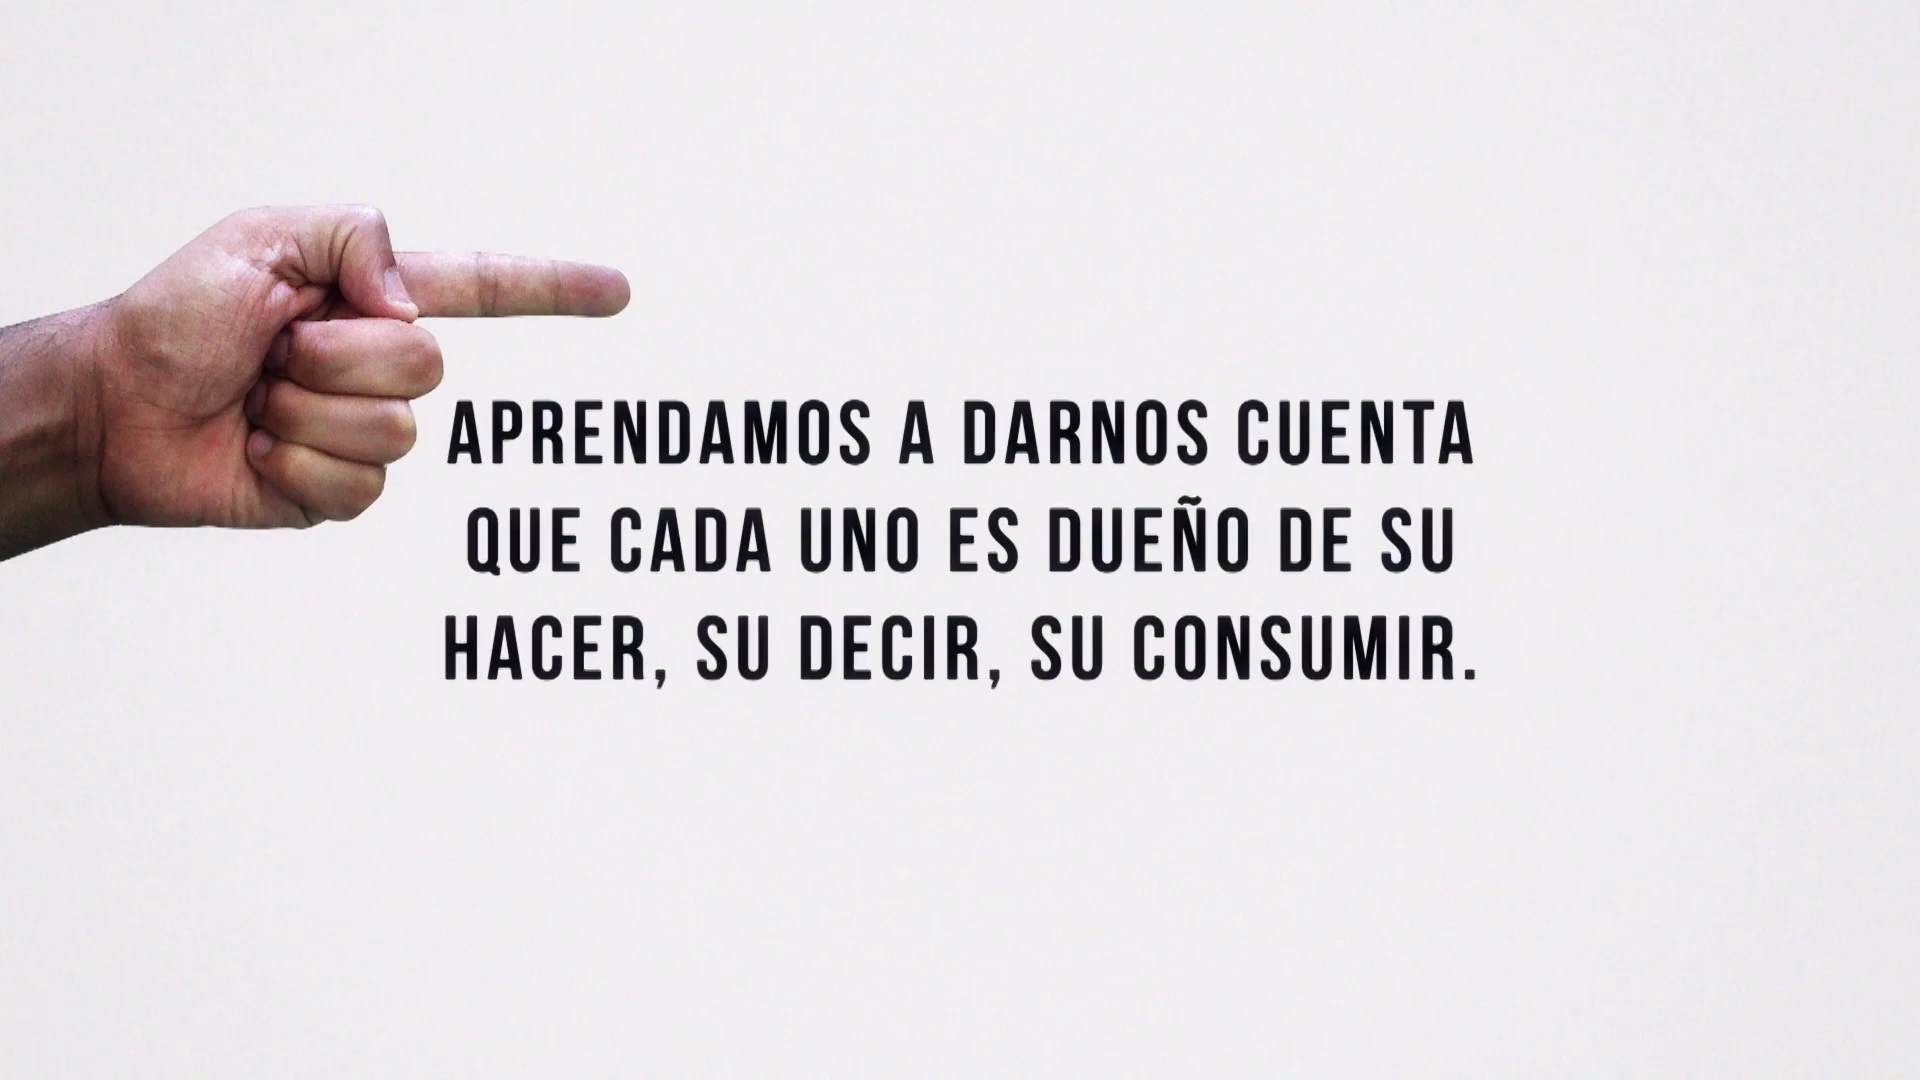 APRENDAMOS A DARNOS CUENTA
QUE CADA UNO ES DUEÑO DE SU
HACER, SU DECIR, SU CONSUMIR.